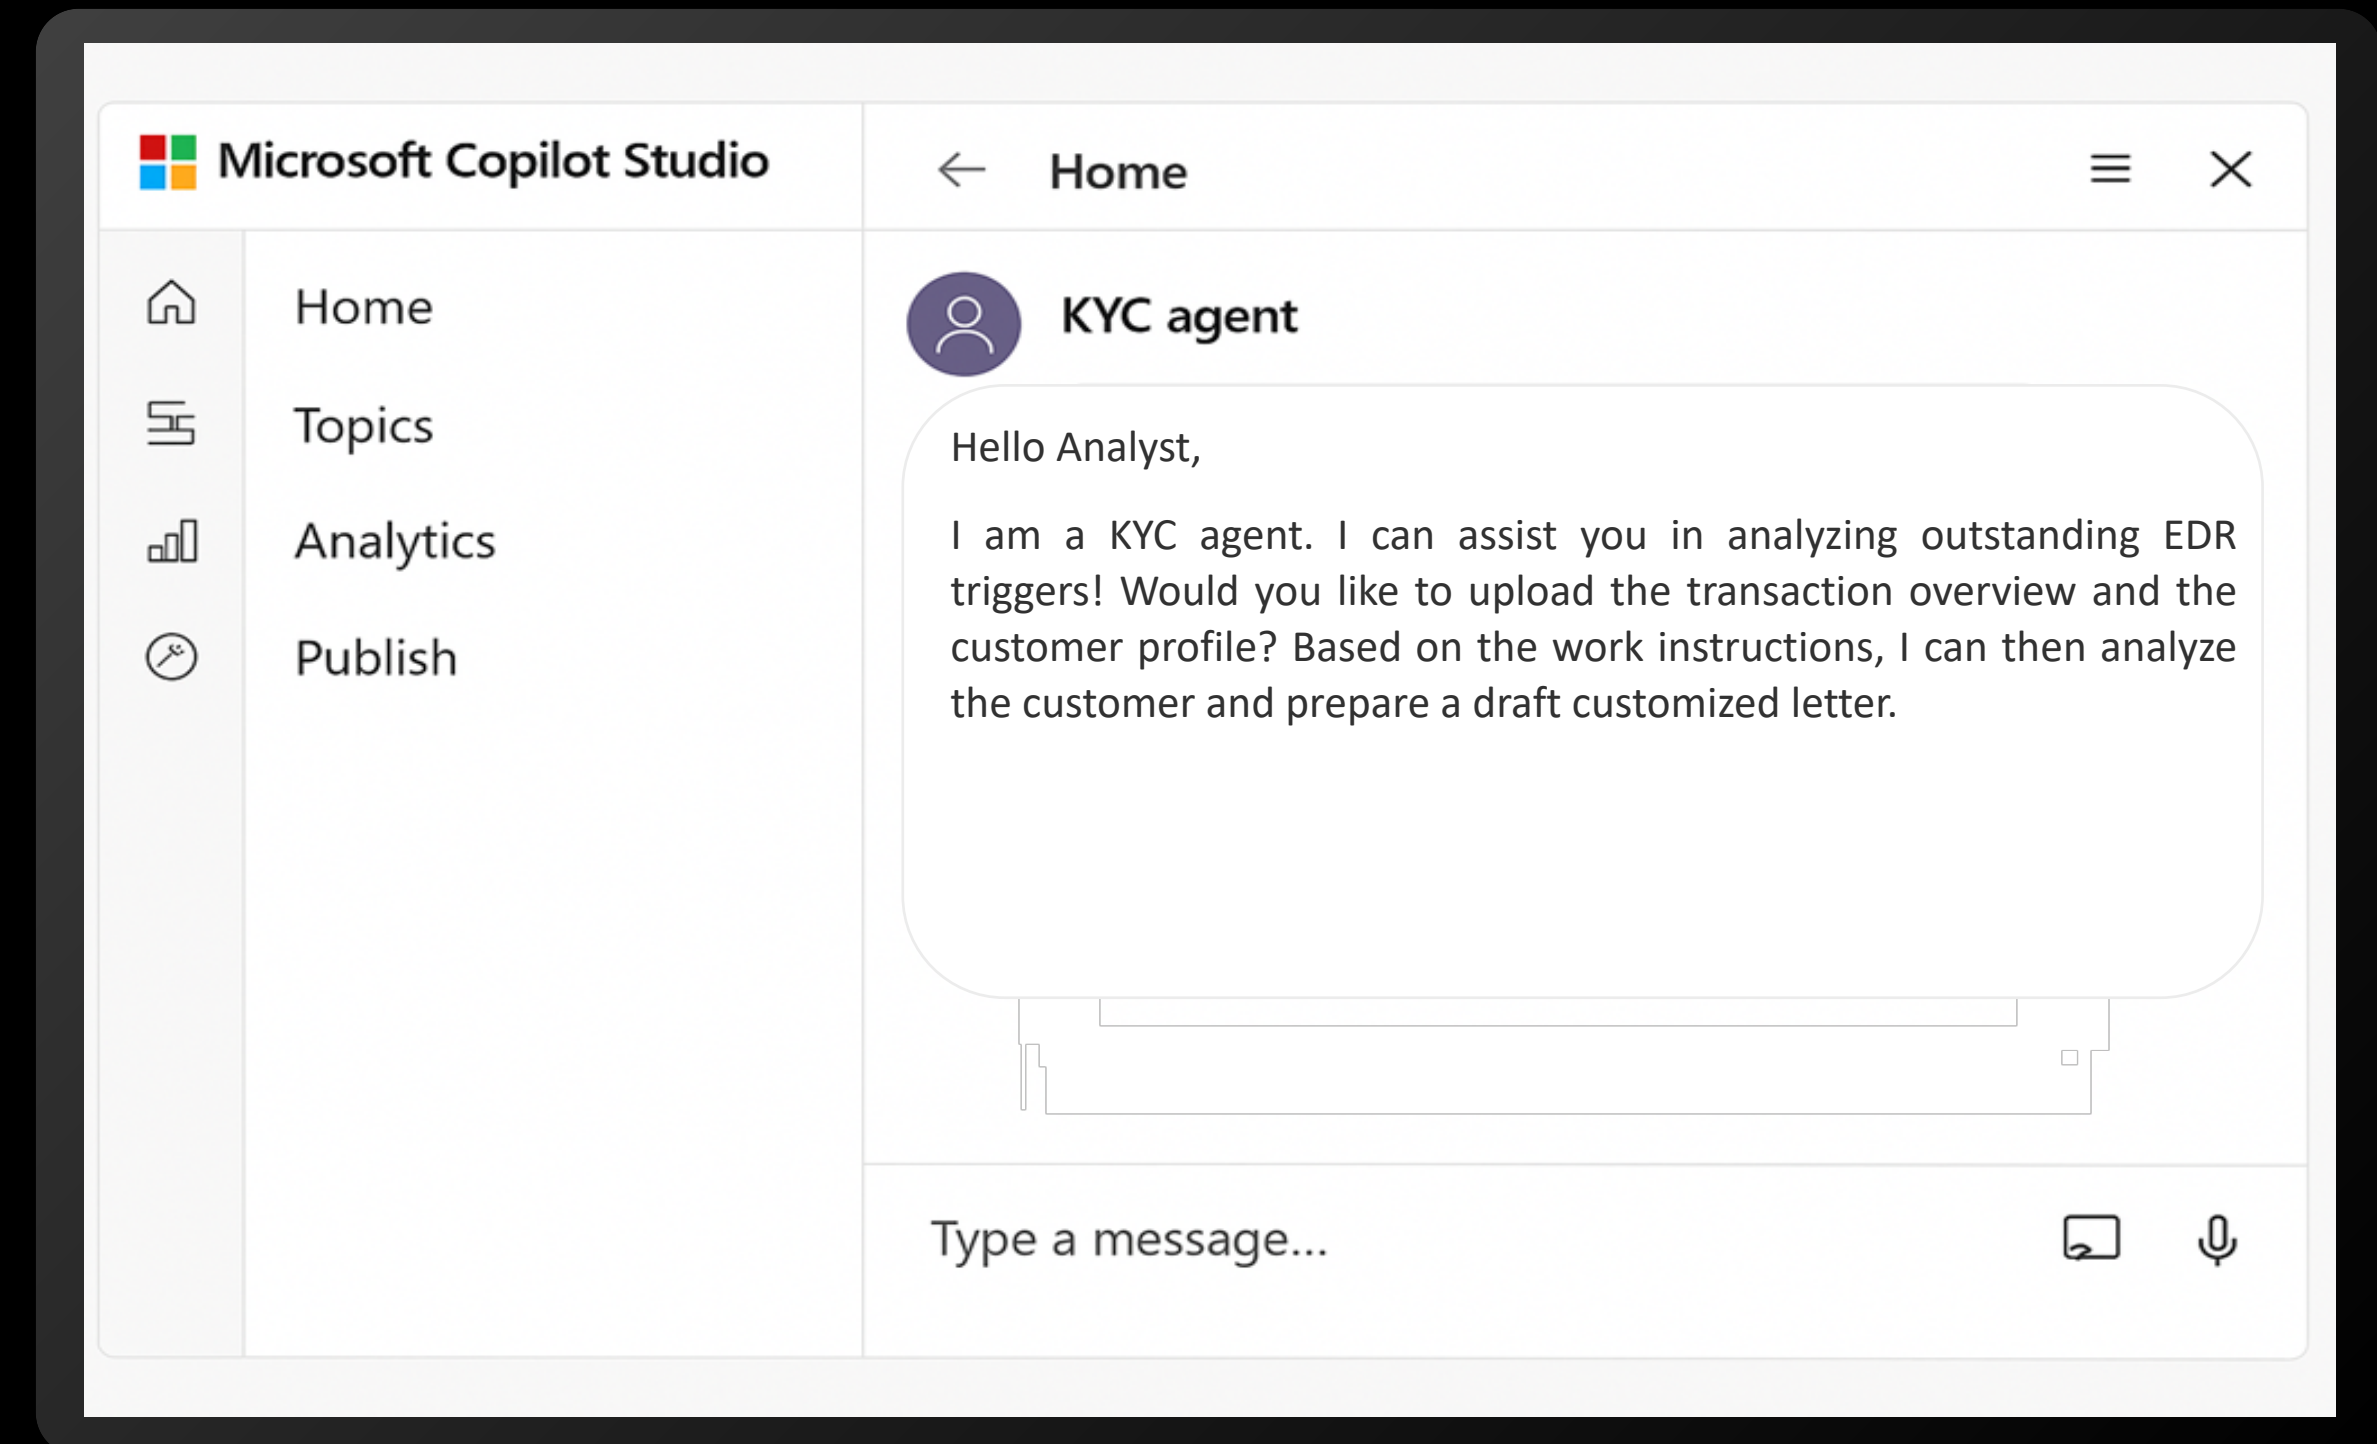 Microsoft Copilot Studio
Home
Topics
Analytics
Publish
Home
KYC agent
Hello Analyst,
I am a KYC agent. I can assist you in analyzing outstanding EDR
triggers! Would you like to upload the transaction overview and the
customer profile? Based on the work instructions, I can then analyze
the customer and prepare a draft customized letter.
Type a message...